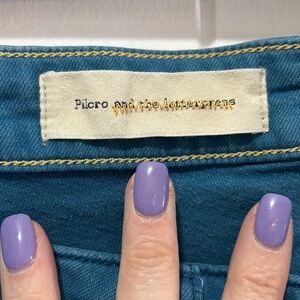 Pilcro and the letterpress